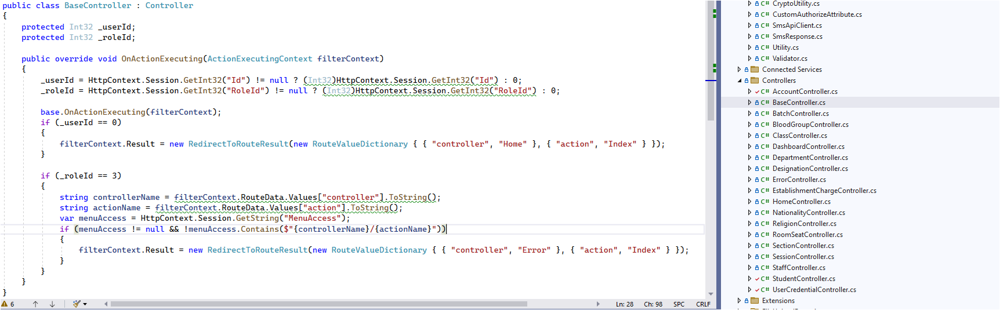 public class BaseController : Controller
{
    protected Int32 _userId;
    protected Int32 _roleId;

    public override void OnActionExecuting(ActionExecutingContext filterContext)
    {
        _userId = HttpContext.Session.GetInt32("Id") != null ? (Int32)HttpContext.Session.GetInt32("Id") : 0;
        _roleId = HttpContext.Session.GetInt32("RoleId") != null ? (Int32)HttpContext.Session.GetInt32("RoleId") : 0;

        base.OnActionExecuting(filterContext);
        if (_userId == 0)
        {
            filterContext.Result = new RedirectToRouteResult(new RouteValueDictionary { { "controller", "Home" }, { "action", "Index" } });
        }

        if (_roleId == 3)
        {
            string controllerName = filterContext.RouteData.Values["controller"].ToString();
            string actionName = filterContext.RouteData.Values["action"].ToString();
            var menuAccess = HttpContext.Session.GetString("MenuAccess");
            if (menuAccess != null && !menuAccess.Contains($"{controllerName}/{actionName}"))
            {
                filterContext.Result = new RedirectToRouteResult(new RouteValueDictionary { { "controller", "Error" }, { "action", "Index" } });
            }
        }
    }
}
6
Ln: 28
Ch: 98
SPC
CRLF
C# CryptoUtility.cs
C# CustomAuthorizeAttribute.cs
C# SmsApiClient.cs
C# SmsResponse.cs
C# Utility.cs
C# Validator.cs
Connected Services
Controllers
C# AccountController.cs
C# BaseController.cs
C# BatchController.cs
C# BloodGroupController.cs
C# ClassController.cs
C# DashboardController.cs
C# DepartmentController.cs
C# DesignationController.cs
C# ErrorController.cs
C# EstablishmentChargeController.cs
C# HomeController.cs
C# NationalityController.cs
C# ReligionController.cs
C# RoomSeatController.cs
C# SectionController.cs
C# SessionController.cs
C# StaffController.cs
C# StudentController.cs
C# UserCredentialController.cs
Extensions